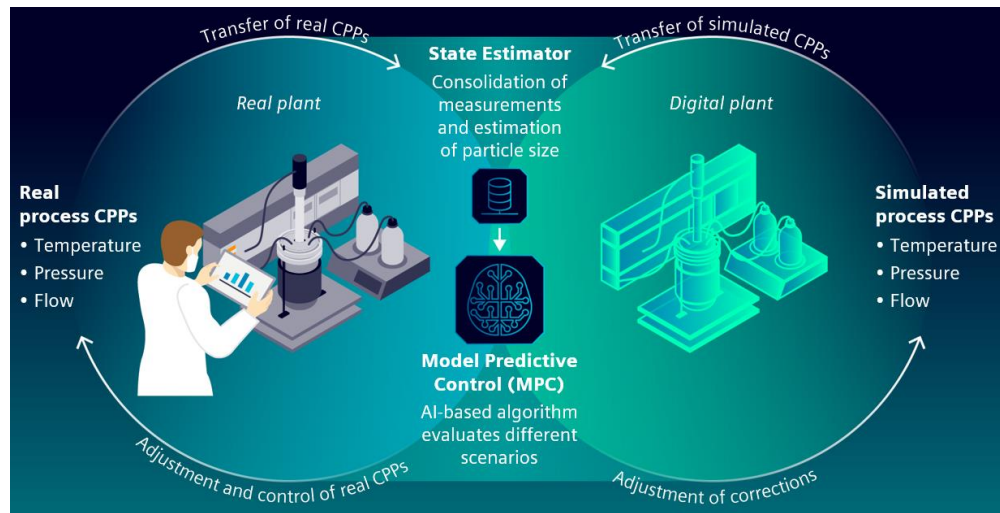 Transfer of real CPPs
Transfer of simulated CPPs
State Estimator
Consolidation of
measurements
and estimation
of particle size
Real plant
Digital plant
Real
process CPPs
• Temperature
• Pressure
• Flow
Simulated
process CPPs
• Temperature
• Pressure
• Flow
Model Predictive
Control (MPC)
AI-based algorithm
evaluates different
scenarios
Adjustment and control of real CPPs
Adjustment of corrections